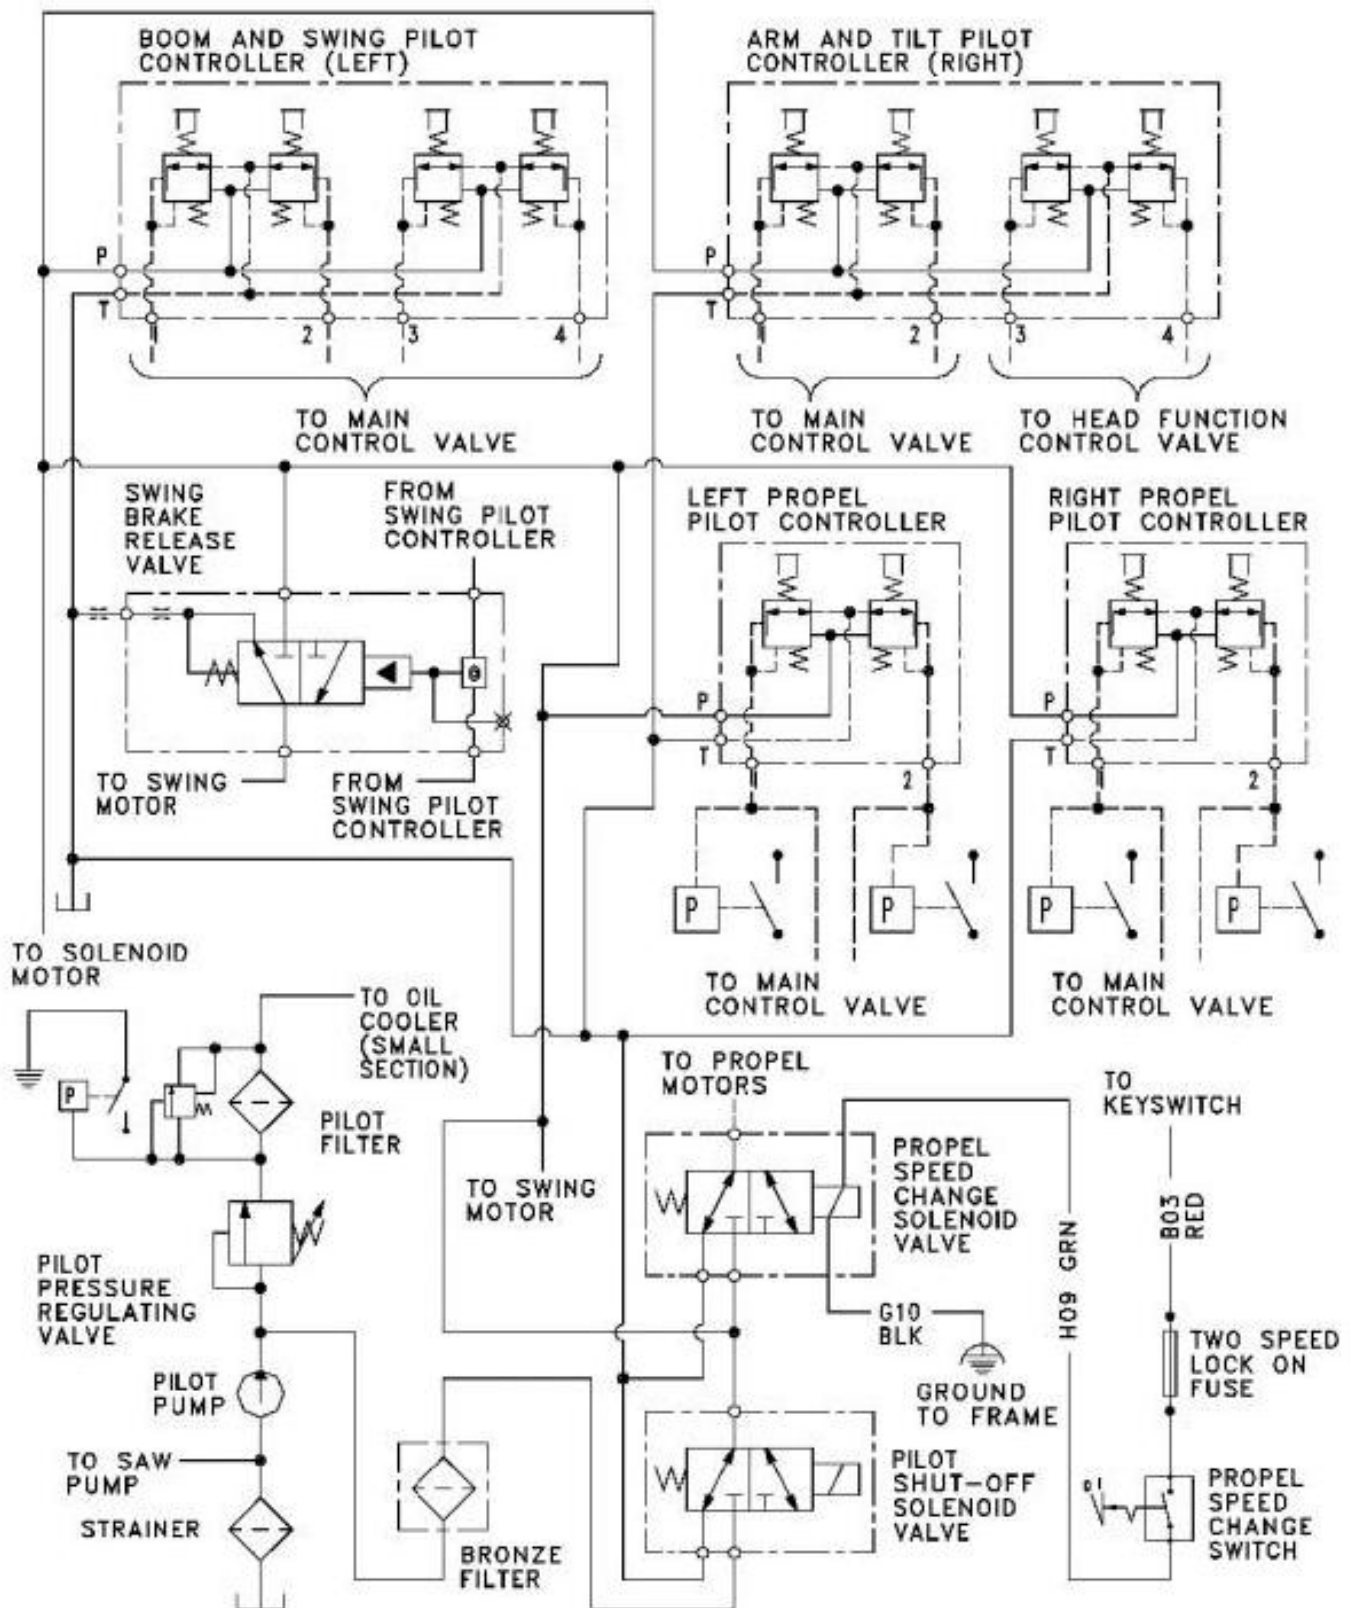 BOOM AND SWING PILOT
CONTROLLER (LEFT)
ARM AND TILT PILOT
CONTROLLER (RIGHT)
P
T
1
2
3
4
P
T
1
2
3
4
TO MAIN
CONTROL VALVE
TO MAIN
CONTROL VALVE
TO HEAD FUNCTION
CONTROL VALVE
SWING
BRAKE
RELEASE
VALVE
FROM
SWING PILOT
CONTROLLER
LEFT PROPEL
PILOT CONTROLLER
RIGHT PROPEL
PILOT CONTROLLER
P
T
1
2
P
T
1
2
TO SWING
MOTOR
FROM
SWING PILOT
CONTROLLER
P
P
P
P
TO SOLENOID
MOTOR
TO MAIN
CONTROL VALVE
TO MAIN
CONTROL VALVE
TO OIL
COOLER
(SMALL
SECTION)
P
PILOT
FILTER
TO PROPEL
MOTORS
TO
KEYSWITCH
PROPEL
SPEED
CHANGE
SOLENOID
VALVE
TO SWING
MOTOR
B03
RED
H09 GRN
PILOT
PRESSURE
REGULATING
VALVE
G10
BLK
TWO SPEED
LOCK ON
FUSE
GROUND
TO FRAME
PILOT
PUMP
TO SAW
PUMP
STRAINER
BRONZE
FILTER
PILOT
SHUT-OFF
SOLENOID
VALVE
0 1
PROPEL
SPEED
CHANGE
SWITCH